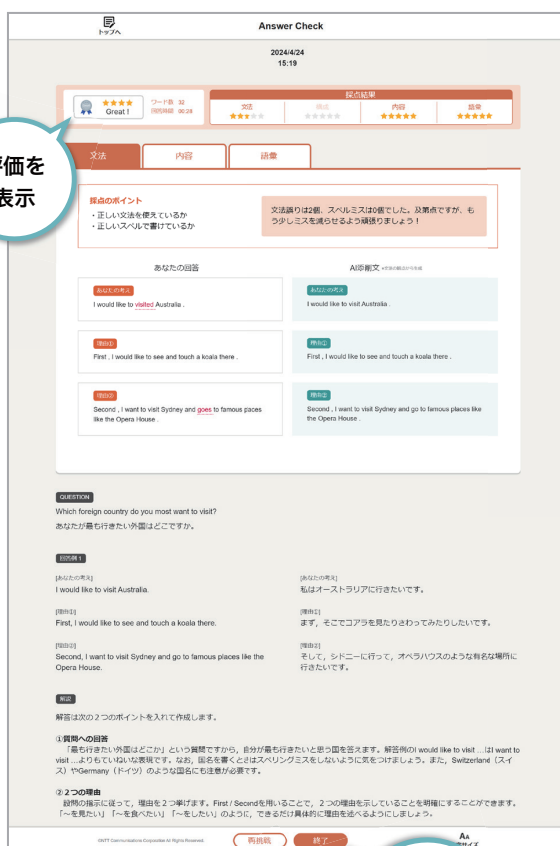 トップへ
Answer Check
2024/4/24
15:19
Great !
ワード数 32
回答時間 00:28
採点結果
文法
内容
語彙
評価を
表示
文法
内容
語彙
採点のポイント
・正しい文法を使えているか
・正しいスペルで書けているか
文法誤りは2個、スペルミスは0個でした。及第点ですが、も
う少しミスを減らせるよう頑張りましょう！
あなたの回答
AI添削文
あなたの考え
I would like to visited Australia .
あなたの考え
I would like to visit Australia .
理由①
First , I would like to see and touch a koala there .
理由①
First , I would like to see and touch a koala there .
理由②
Second , I want to visit Sydney and goes to famous paces
like the Opera House .
理由②
Second , I want to visit Sydney and go to famous places like
the Opera House .
QUESTION
Which foreign country do you most want to visit?
あなたが最も行きたい外国はどこですか。
回答例 1
[あなたの考え]
I would like to visit Australia.
[あなたの考え]
私はオーストラリアに行きたいです。
[理由①]
First, I would like to see and touch a koala there.
[理由①]
まず，そこでコアラを見たりさわってみたりしたいです。
[理由②]
Second, I want to visit Sydney and go to famous places like the
Opera House.
[理由②]
そして，シドニーに行って，オペラハウスのような有名な場所に
行きたいです。
解説
解答は次の２つのポイントを入れて作成します。
①質問への回答
「最も行きたい外国はどこか」という質問ですから，自分が最も行きたいと思う国を答えます。解答例のI would like to visit …はI want to
visit …よりもていねいな表現です。なお，国名を書くときはスペリングミスをしないように気をつけましょう。また，Switzerland（スイ
ス）やGermany（ドイツ）のような国名にも注意が必要です。
②２つの理由
設問の指示に従って，理由を２つ挙げます。First / Secondを用いることで，２つの理由を示していることを明確にすることができます。
「～を見たい」「～を食べたい」「～をしたい」のように，できるだけ具体的に理由を述べるようにしましょう。
©NTT Communications Corporation All Rights Reserved.
再挑戦
終了
AA
サイズ